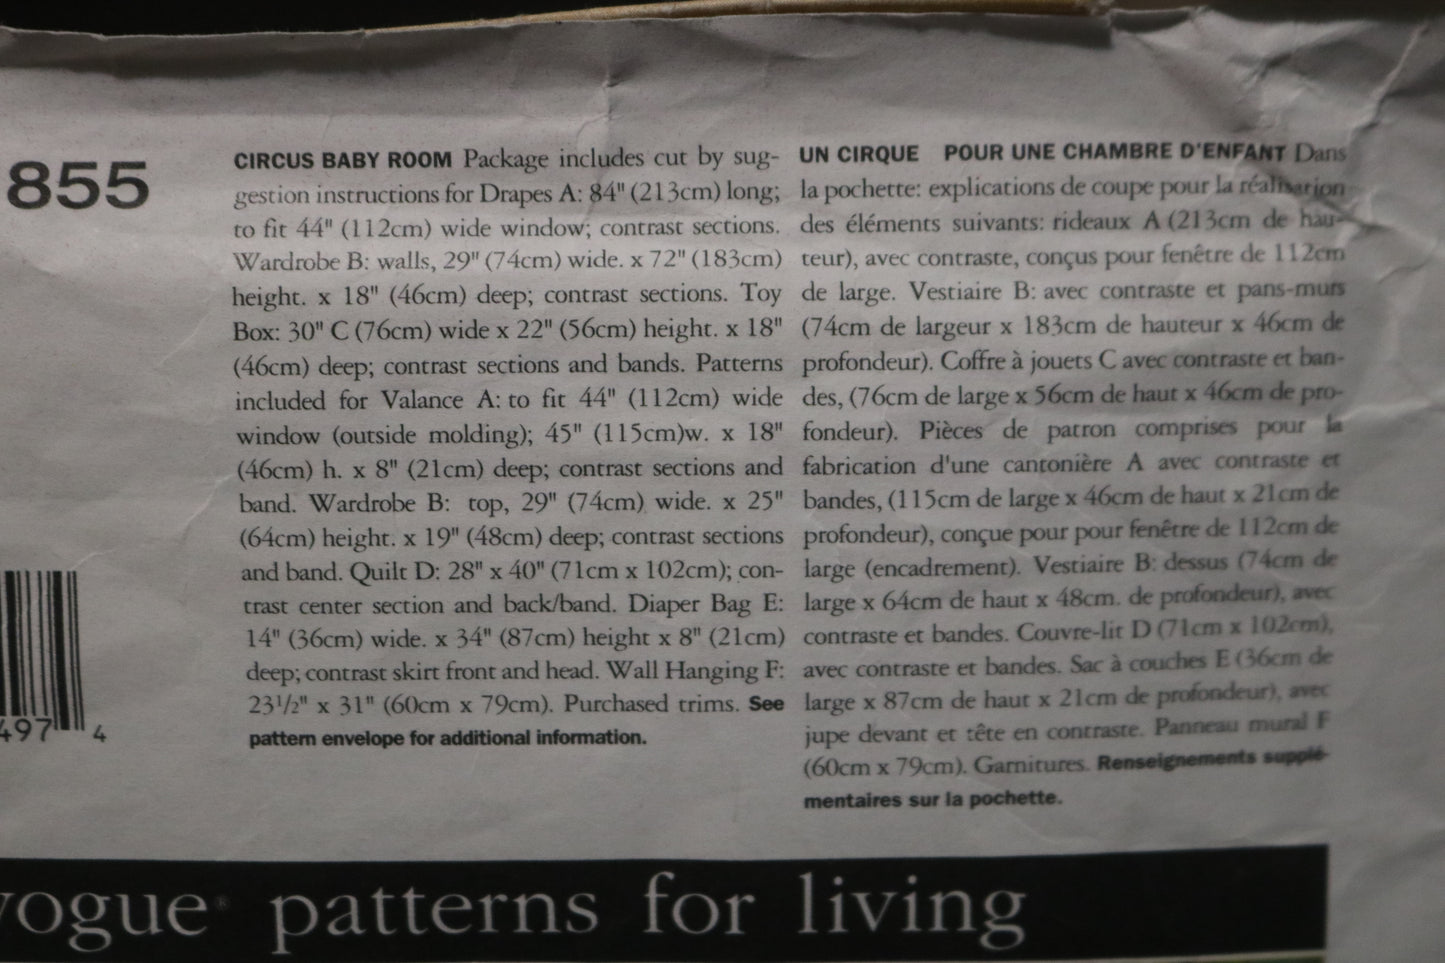 855
CIRCUS BABY ROOM Package includes cut by sug-
gestion instructions for Drapes A: 84" (213cm) long;
to fit 44" (112cm) wide window; contrast sections.
Wardrobe B: walls, 29" (74cm) wide. x 72" (183cm)
height. x 18" (46cm) deep; contrast sections. Toy
Box: 30" C (76cm) wide x 22" (56cm) height. x 18"
(46cm) deep; contrast sections and bands. Patterns
included for Valance A: to fit 44" (112cm) wide
window (outside molding); 45" (115cm)w. x 18"
(46cm) h. x 8" (21cm) deep; contrast sections and
band. Wardrobe B: top, 29" (74cm) wide. x 25"
(64cm) height. x 19" (48cm) deep; contrast sections
and band. Quilt D: 28" x 40" (71cm x 102cm); con-
trast center section and back/band. Diaper Bag E:
14" (36cm) wide. x 34" (87cm) height x 8" (21cm)
deep; contrast skirt front and head. Wall Hanging F:
23½" x 31" (60cm x 79cm). Purchased trims. See
pattern envelope for additional information.
UN CIRQUE POUR UNE CHAMBRE D'ENFANT Dans
la pochette: explications de coupe pour la réalisation
des éléments suivants: rideaux A (213cm de hau-
teur), avec contraste, conçus pour fenêtre de 112cm
de large. Vestiaire B: avec contraste et pans-murs
(74cm de largeur x 183cm de hauteur x 46cm de
profondeur). Coffre à jouets C avec contraste et ban-
des, (76cm de large x 56cm de haut x 46cm de pro-
fondeur). Pièces de patron comprises pour la
fabrication d'une cantonière A avec contraste et
bandes, (115cm de large x 46cm de haut x 21cm de
profondeur), conçue pour pour fenêtre de 112cm de
large (encadrement). Vestiaire B: dessus (74cm de
large x 64cm de haut x 48cm. de profondeur), avec
contraste et bandes. Couvre-lit D (71cm x 102cm),
avec contraste et bandes. Sac à couches E (36cm de
large x 87cm de haut x 21cm de profondeur), avec
jupe devant et tête en contraste. Panneau mural F
(60cm x 79cm). Garnitures. Renseignements supplé-
mentaires sur la pochette.
497 4
vogue® patterns for living